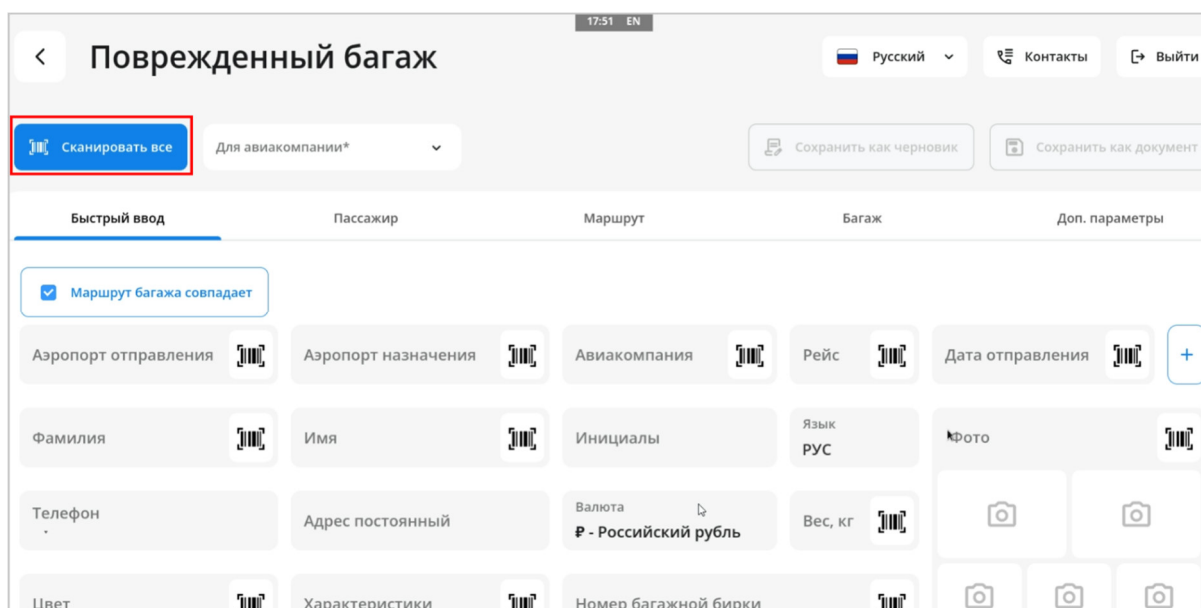 17:51 EN
Поврежденный багаж
Русский
Контакты
Выйти
Сканировать все
Для авиакомпании*
Сохранить как черновик
Сохранить как документ
Быстрый ввод
Пассажир
Маршрут
Багаж
Доп. параметры
Маршрут багажа совпадает
Аэропорт отправления
Аэропорт назначения
Авиакомпания
Рейс
Дата отправления
+
Фамилия
Имя
Инициалы
Язык
РУС
Фото
Телефон
Адрес постоянный
Валюта
₽ - Российский рубль
Вес, кг
Цвет
Характеристики
Номер багажной бирки